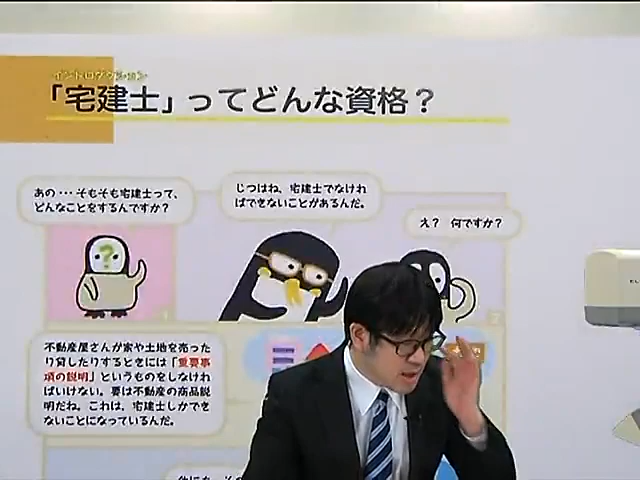 イントロダクション
「宅建士」ってどんな資格？
あの…そもそも宅建士って、
どんなことをするんですか？
じつはね、宅建士でなけれ
ばできないことがあるんだ。
え？ 何ですか？
?
不動産屋さんが家や土地を売った
り貸したりするときには「重要事
項の説明」というものをしなけれ
ばいけない。要は不動産の商品説
明だね。これは、宅建士しかでき
ないことになっているんだ。